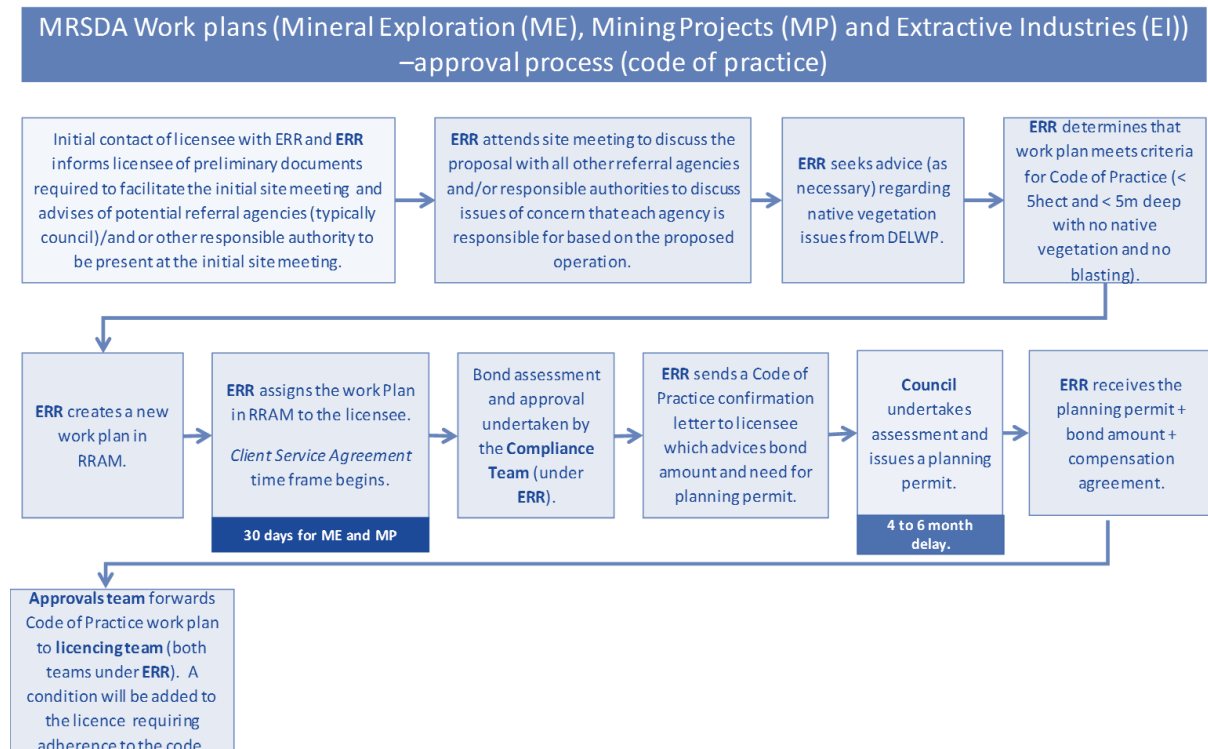 MRSDA Work plans (Mineral Exploration (ME), Mining Projects (MP) and Extractive Industries (EI))
–approval process (code of practice)
Initial contact of licensee with ERR and ERR
informs licensee of preliminary documents
required to facilitate the initial site meeting and
advises of potential referral agencies (typically
council)/and or other responsible authority to
be present at the initial site meeting.
ERR attends site meeting to discuss the
proposal with all other referral agencies
and/or responsible authorities to discuss
issues of concern that each agency is
responsible for based on the proposed
operation.
ERR seeks advice (as
necessary) regarding
native vegetation
issues from DELWP.
ERR determines that
work plan meets criteria
for Code of Practice (<
5hect and < 5m deep
with no native
vegetation and no
blasting).
ERR creates a new
work plan in
RRAM.
ERR assigns the work Plan
in RRAM to the licensee.
Client Service Agreement
time frame begins.
30 days for ME and MP
Bond assessment
and approval
undertaken by
the Compliance
Team (under
ERR).
ERR sends a Code of
Practice confirmation
letter to licensee
which advices bond
amount and need for
planning permit.
Council
undertakes
assessment and
issues a planning
permit.
4 to 6 month
delay.
ERR receives the
planning permit +
bond amount +
compensation
agreement.
Approvals team forwards
Code of Practice work plan
to licencing team (both
teams under ERR). A
condition will be added to
the licence requiring
adherence to the code